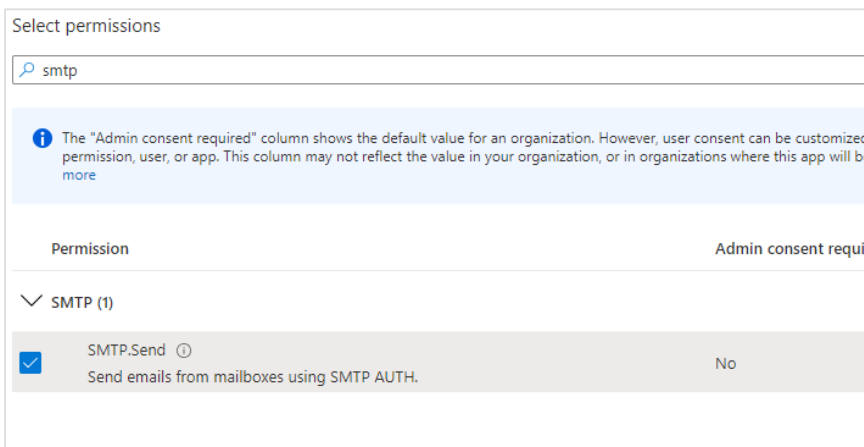 Select permissions
smtp
The "Admin consent required" column shows the default value for an organization. However, user consent can be customized
permission, user, or app. This column may not reflect the value in your organization, or in organizations where this app will b
more
Permission Admin consent requi
SMTP (1)
SMTP.Send
Send emails from mailboxes using SMTP AUTH.
No